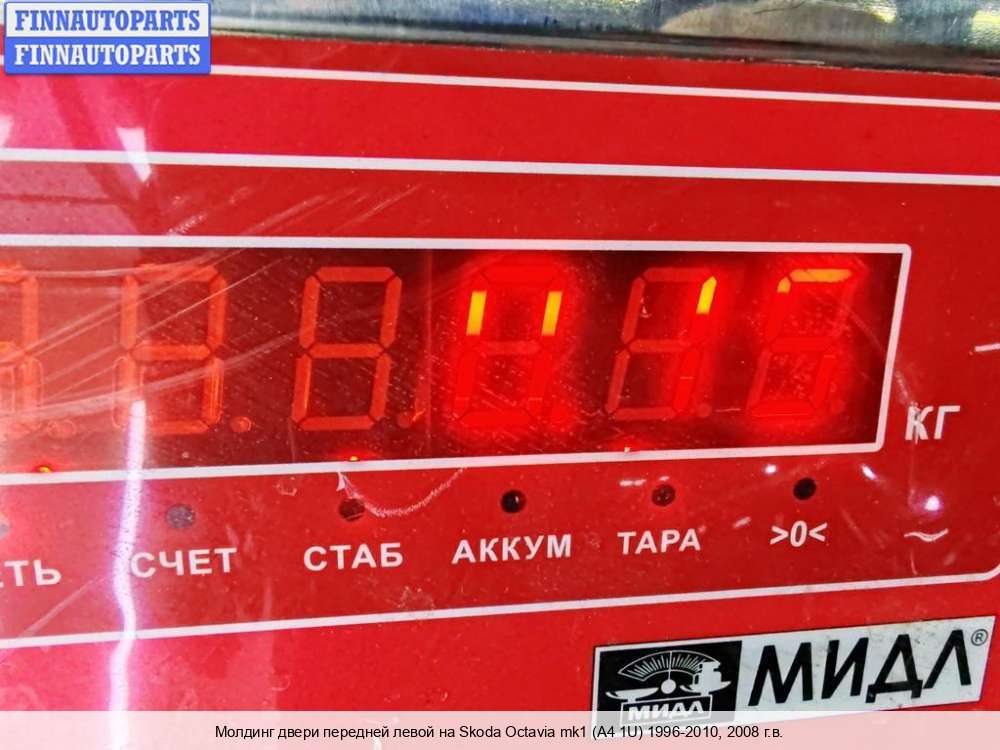 FINNAUTOPARTS
FINNAUTOPARTS
КГ
СЧЕТ СТАБ АККУМ ТАРА >0<
МИДЛ МИДЛ®
Молдинг двери передней левой на Skoda Octavia mk1 (A4 1U) 1996-2010, 2008 г.в.